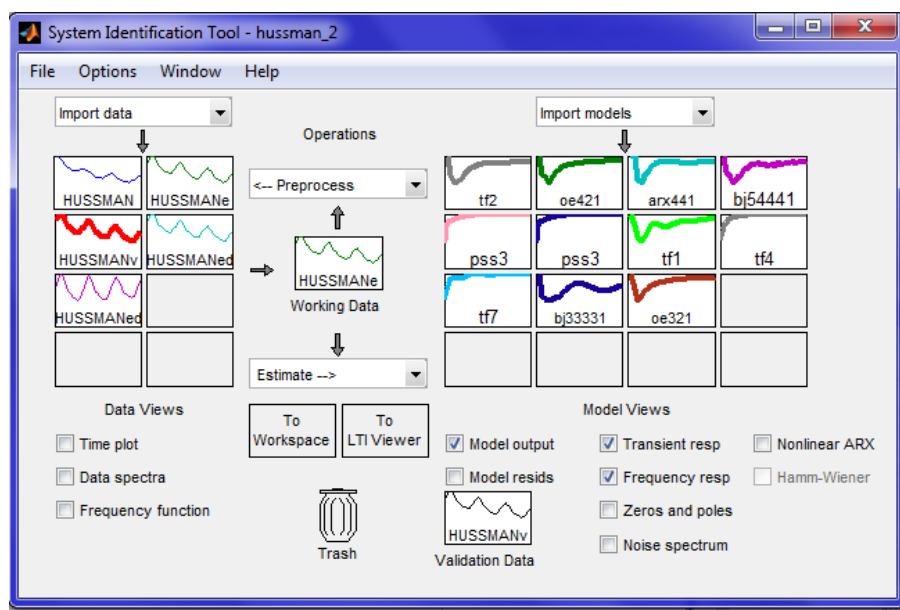 System Identification Tool - hussman_2
File Options Window Help
Import data
Import models
Operations
HUSSMAN HUSSMANe
<-- Preprocess
tf2 oe421 arx441 bj54441
HUSSMANv HUSSMANed
HUSSMANe
pss3 pss3 tf1 tf4
Working Data
HUSSMANed
tf7 bj33331 oe321
Estimate -->
Data Views
Model Views
To Workspace
To LTI Viewer
Time plot
Model output
Transient resp
Nonlinear ARX
Data spectra
Model resids
Frequency resp
Hamm-Wiener
Frequency function
Zeros and poles
HUSSMANv
Noise spectrum
Trash
Validation Data